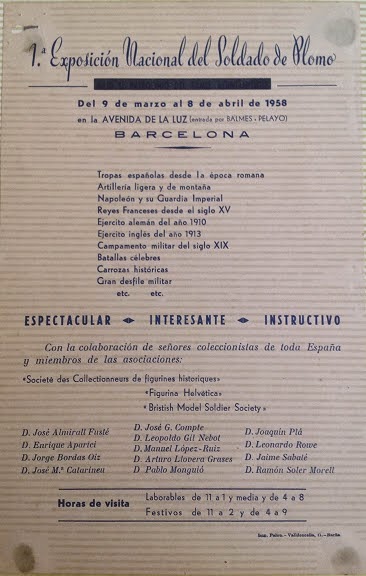 1.ª Exposición Nacional del Soldado de Plomo
Del 9 de marzo al 8 de abril de 1958
en la AVENIDA DE LA LUZ (entrada por BALMES - PELAYO)
BARCELONA
Tropas españolas desde la época romana
Artillería ligera y de montaña
Napoleón y su Guardia Imperial
Reyes Franceses desde el siglo XV
Ejercito alemán del año 1910
Ejercito inglés del año 1913
Campamento militar del siglo XIX
Batallas célebres
Carrozas históricas
Gran desfile militar
etc. etc.
ESPECTACULAR INTERESANTE INSTRUCTIVO
Con la colaboración de señores coleccionistas de toda España
y miembros de las asociaciones:
«Societé des Collectionneurs de figurines historiques»
«Figurina Helvética»
«Bristish Model Soldier Society»
D. José Almirall Fusté
D. Enrique Aparici
D. Jorge Bordas Oiz
D. José M.ª Catarineu
D. José G. Compte
D. Leopoldo Gil Nebot
D. Manuel López-Ruiz
D. Arturo Llovera Grases
D. Pablo Monguió
D. Joaquín Plá
D. Leonardo Rowe
D. Jaime Sabaté
D. Ramón Soler Morell
Horas de visita
Laborables de 11 a 1 y media y de 4 a 8
Festivos de 11 a 2 y de 4 a 9